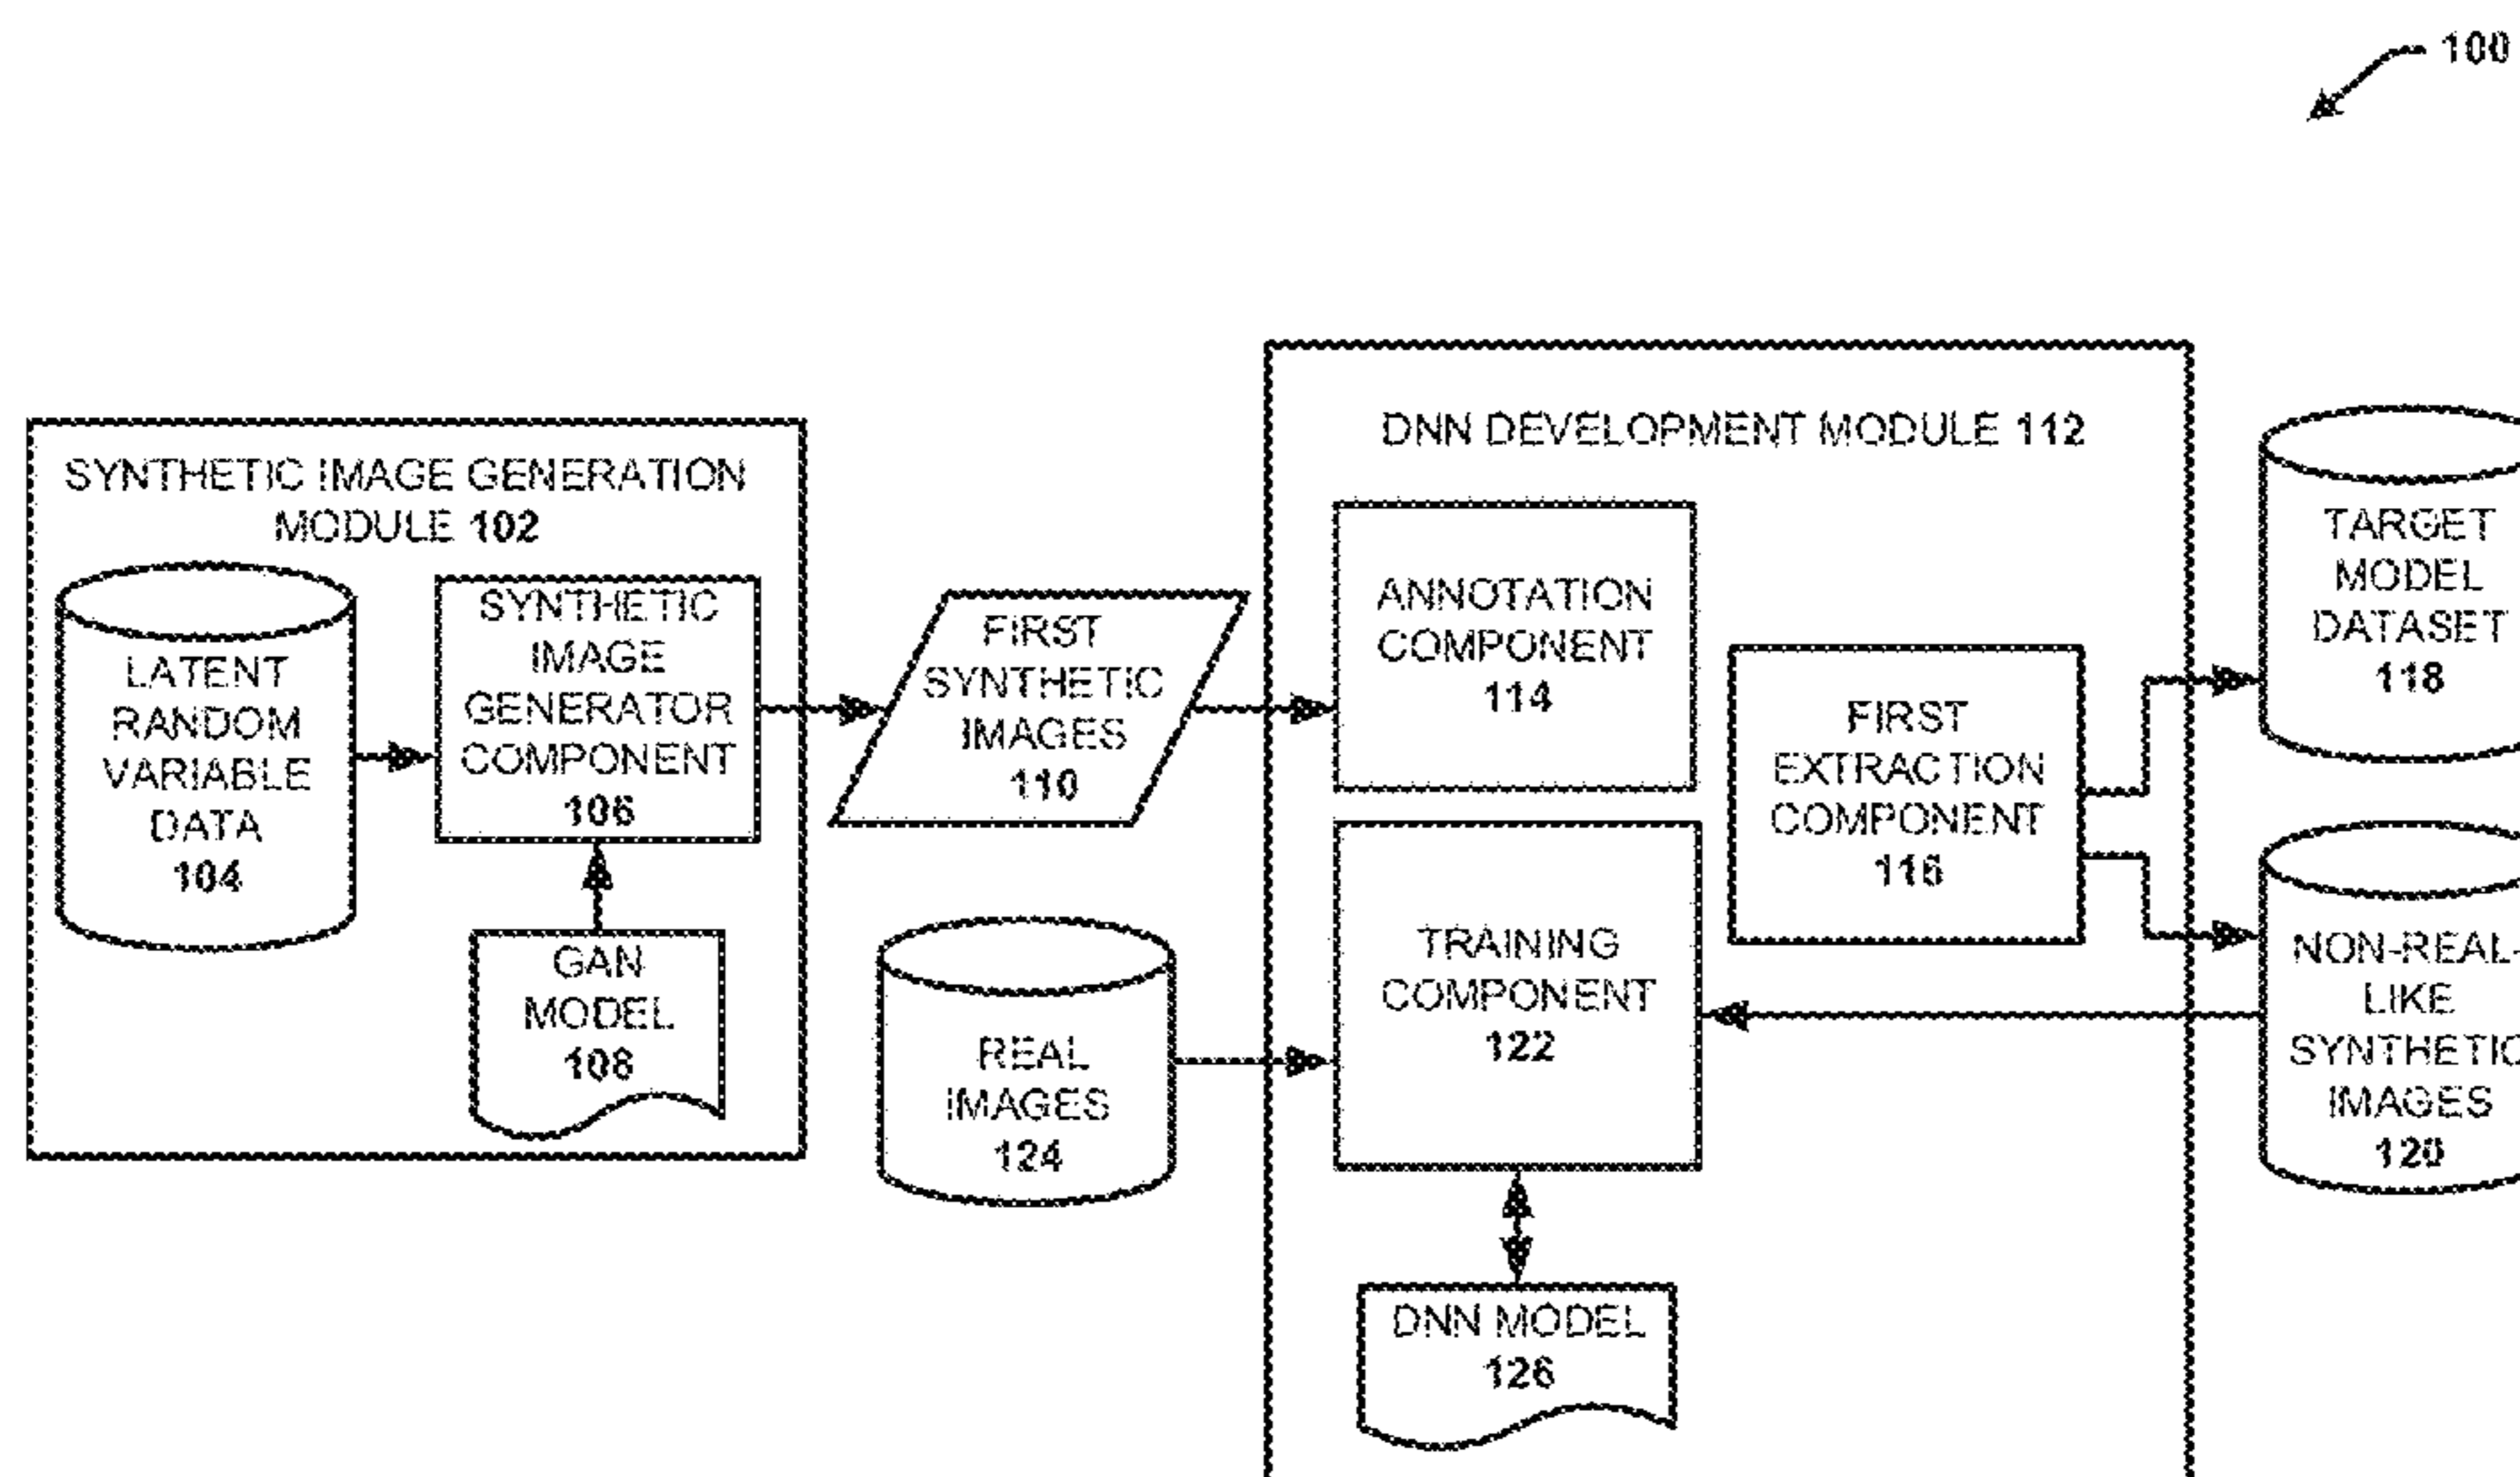 100
SYNTHETIC IMAGE GENERATION
MODULE 102
LATENT
RANDOM
VARIABLE
DATA
104
SYNTHETIC
IMAGE
GENERATOR
COMPONENT
106
GAN
MODEL
108
FIRST
SYNTHETIC
IMAGES
110
REAL
IMAGES
124
DNN DEVELOPMENT MODULE 112
ANNOTATION
COMPONENT
114
TRAINING
COMPONENT
122
DNN MODEL
126
FIRST
EXTRACTION
COMPONENT
116
TARGET
MODEL
DATASET
118
NON-REAL-
LIKE
SYNTHETIC
IMAGES
120